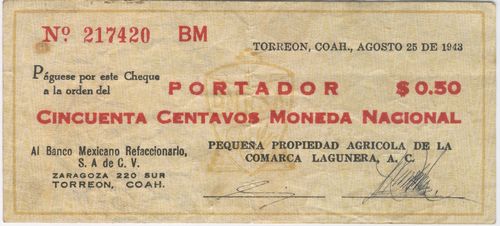 Nº 217420 BM
TORREON, COAH., AGOSTO 25 DE 1943
Páguese por este Cheque
a la orden del PORTADOR $0.50
CINCUENTA CENTAVOS MONEDA NACIONAL
Al Banco Mexicano Refaccionario,
S. A de C. V.
ZARAGOZA 220 SUR
TORREON, COAH.
PEQUEÑA PROPIEDAD AGRICOLA DE LA
COMARCA LAGUNERA, A. C.